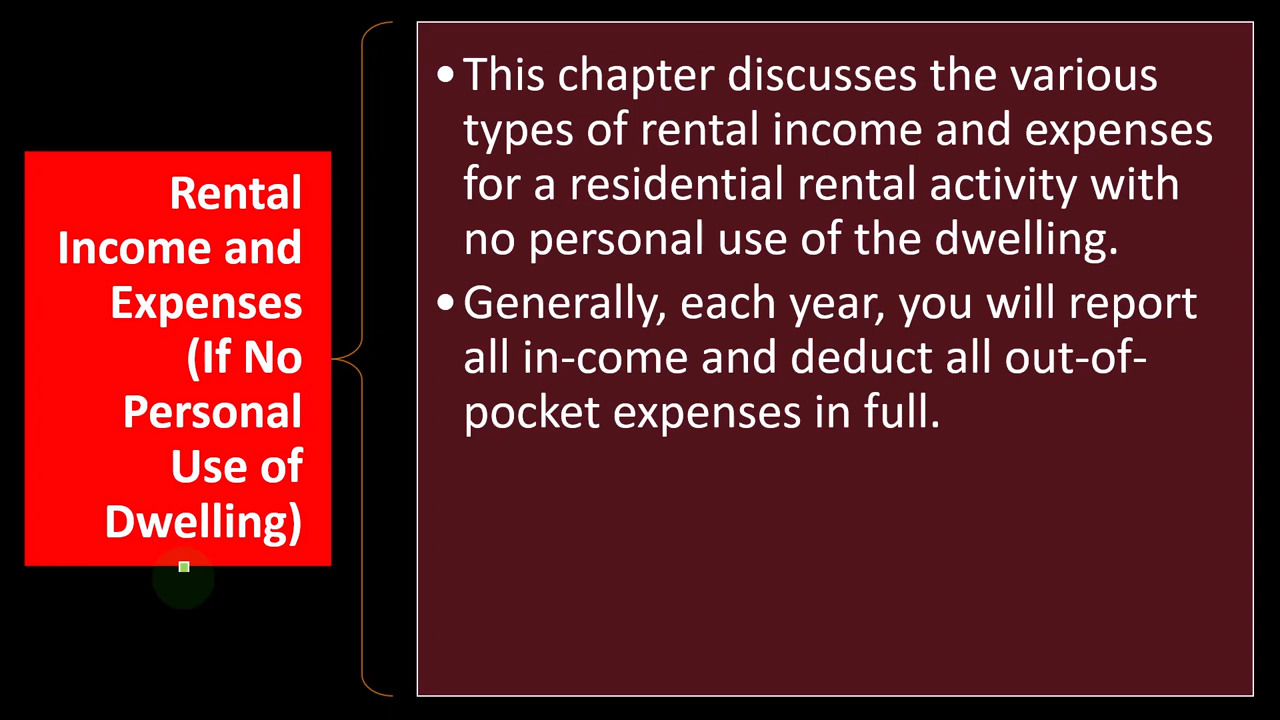 Rental
Income and
Expenses
(If No
Personal
Use of
Dwelling)
•This chapter discusses the various
types of rental income and expenses
for a residential rental activity with
no personal use of the dwelling.
•Generally, each year, you will report
all in-come and deduct all out-of-
pocket expenses in full.